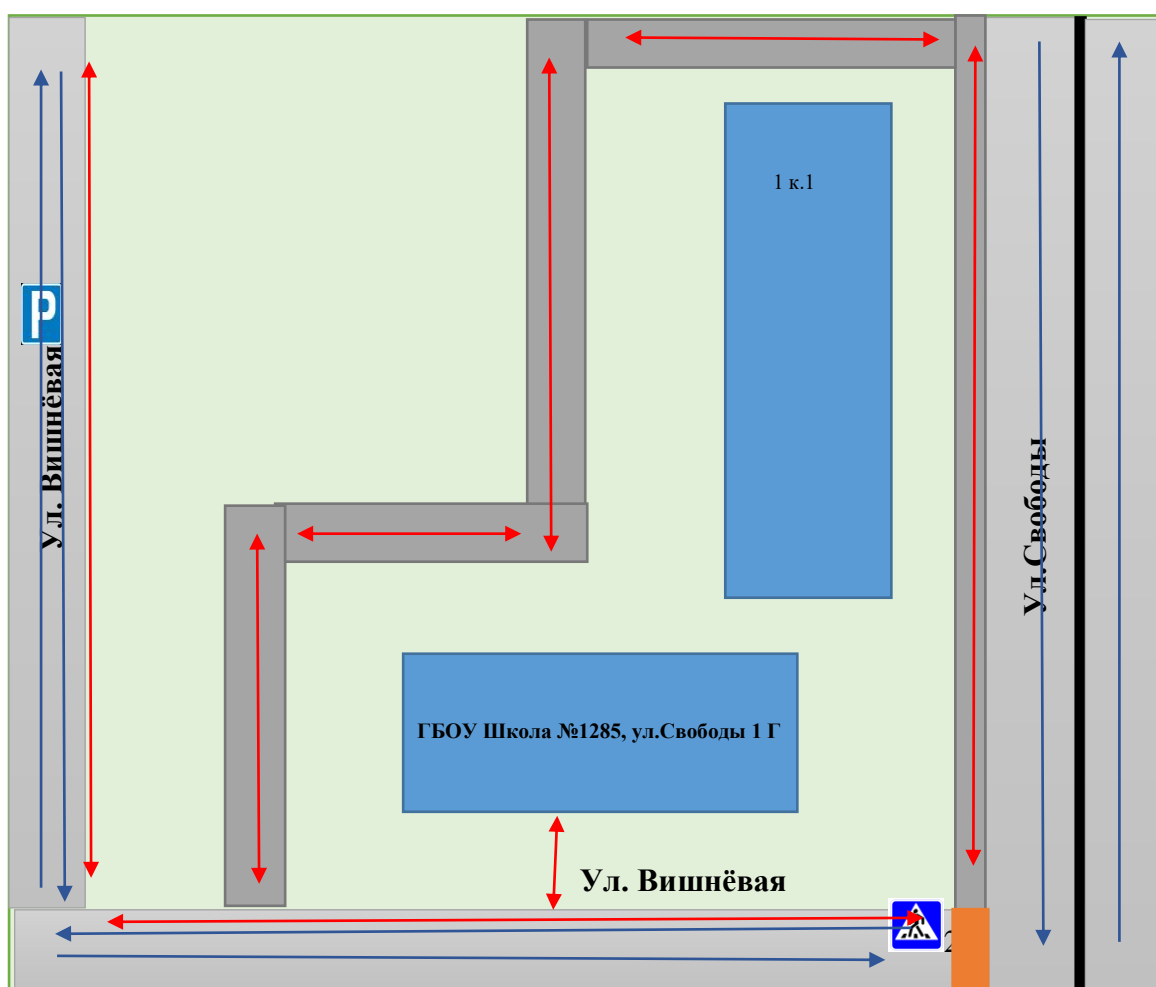 1 к.1
P
Ул. Вишнёвая
Ул.Свободы
ГБОУ Школа №1285, ул.Свободы 1 Г
Ул. Вишнёвая